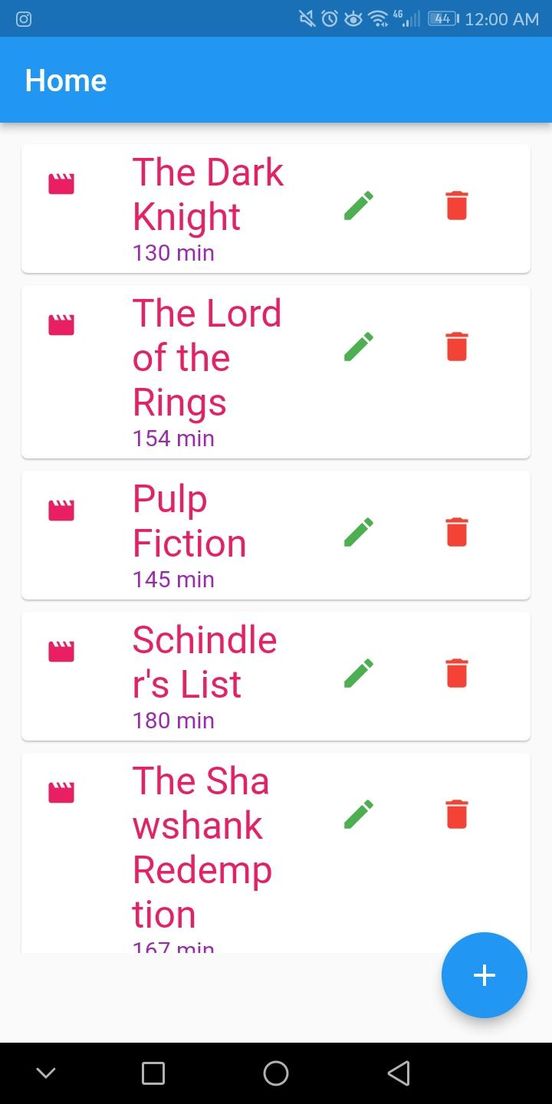 4G 44 12:00 AM
Home
The Dark
Knight
130 min
The Lord
of the
Rings
154 min
Pulp
Fiction
145 min
Schindle
r's List
180 min
The Sha
wshank
Redemp
tion
167 min